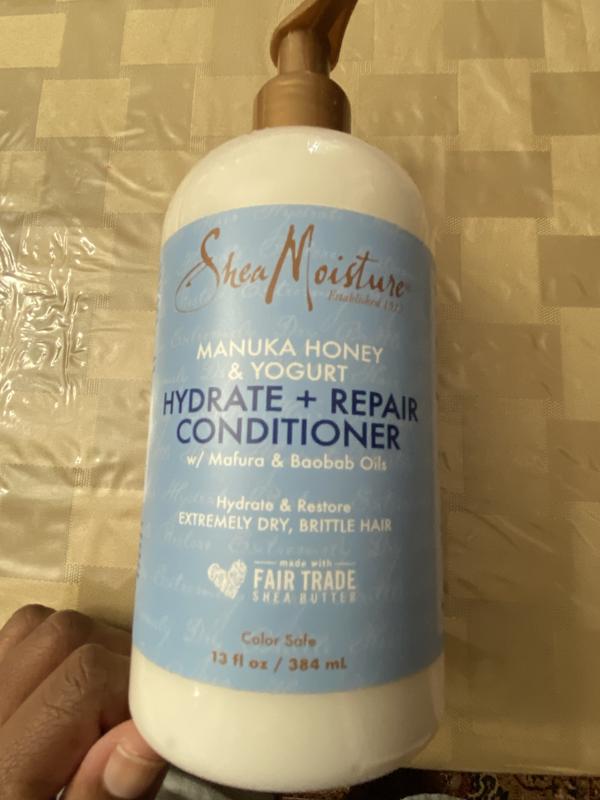 SheaMoisture
Established 1912
MANUKA HONEY
& YOGURT
HYDRATE + REPAIR
CONDITIONER
w/ Mafura & Baobab Oils
Hydrate & Restore
EXTREMELY DRY, BRITTLE HAIR
made with
FAIR TRADE
SHEA BUTTER
Color Safe
13 fl oz / 384 mL